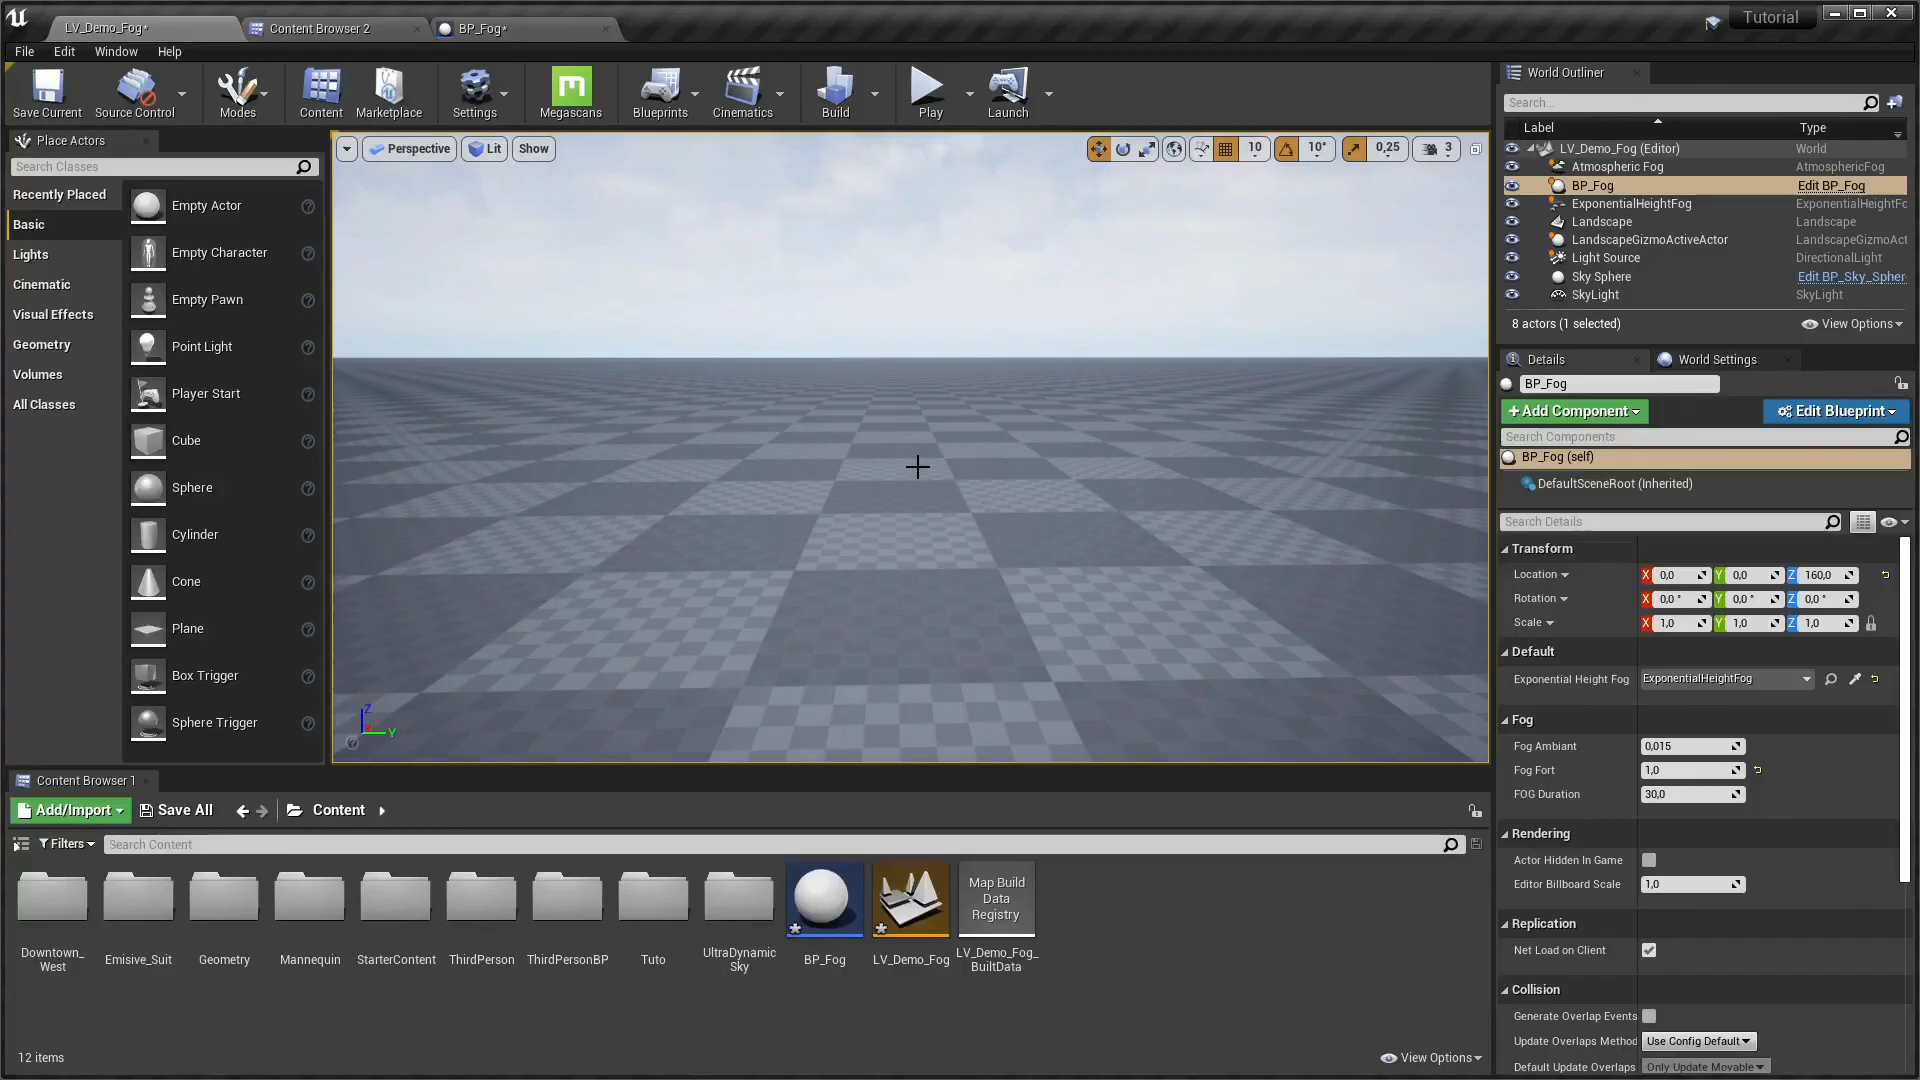 LV_Demo_Fog*
Content Browser 2
BP_Fog*
Tutorial
File Edit Window Help
Save Current
Source Control
Modes
Content
Marketplace
Settings
Megascans
Blueprints
Cinematics
Build
Play
Launch
Place Actors
Search Classes
Recently Placed
Basic
Lights
Cinematic
Visual Effects
Geometry
Volumes
All Classes
Empty Actor
Empty Character
Empty Pawn
Point Light
Player Start
Cube
Sphere
Cylinder
Cone
Plane
Box Trigger
Sphere Trigger
Perspective
Lit
Show
10
10°
0,25
3
Z
Y
World Outliner
Search...
Label Type
LV_Demo_Fog (Editor) World
Atmospheric Fog AtmosphericFog
BP_Fog Edit BP_Fog
ExponentialHeightFog ExponentialHeightFo
Landscape Landscape
LandscapeGizmoActiveActor LandscapeGizmoAct
Light Source DirectionalLight
Sky Sphere Edit BP_Sky_Spher
SkyLight SkyLight
8 actors (1 selected)
View Options
Details
World Settings
BP_Fog
+Add Component
Edit Blueprint
Search Components
BP_Fog (self)
DefaultSceneRoot (Inherited)
Search Details
Transform
Location X 0,0 Y 0,0 Z 160,0
Rotation X 0,0 ° Y 0,0 ° Z 0,0 °
Scale X 1,0 Y 1,0 Z 1,0
Default
Exponential Height Fog ExponentialHeightFog
Fog
Fog Ambiant 0,015
Fog Fort 1,0
FOG Duration 30,0
Rendering
Actor Hidden In Game
Editor Billboard Scale 1,0
Replication
Net Load on Client
Collision
Generate Overlap Events
Update Overlaps Method Use Config Default
Default Update Overlaps Only Update Movable
Content Browser 1
Add/Import
Save All
Content
Filters
Search Content
Downtown_
West
Emisive_Suit
Geometry
Mannequin
StarterContent
ThirdPerson
ThirdPersonBP
Tuto
UltraDynamic
Sky
BP_Fog
LV_Demo_Fog
Map Build
Data
Registry
LV_Demo_Fog_
BuiltData
12 items
View Options